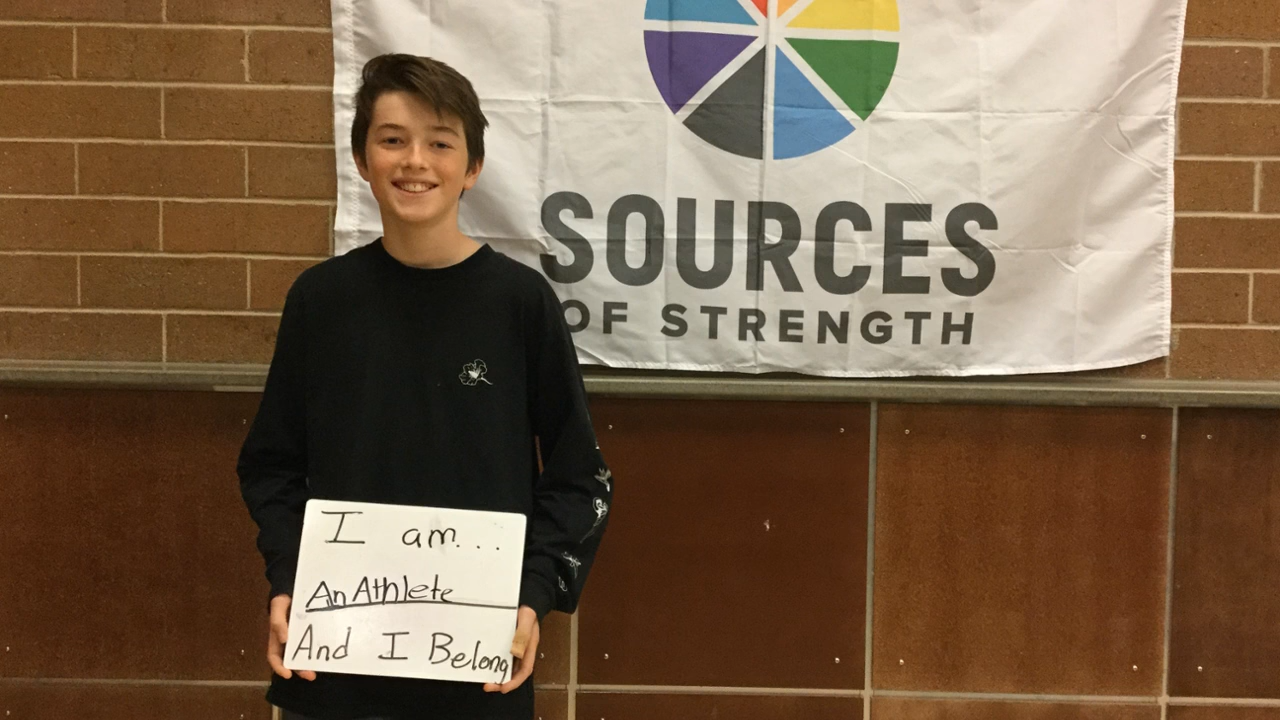 SOURCES
OF STRENGTH
I am...
An Athlete
And I Belong